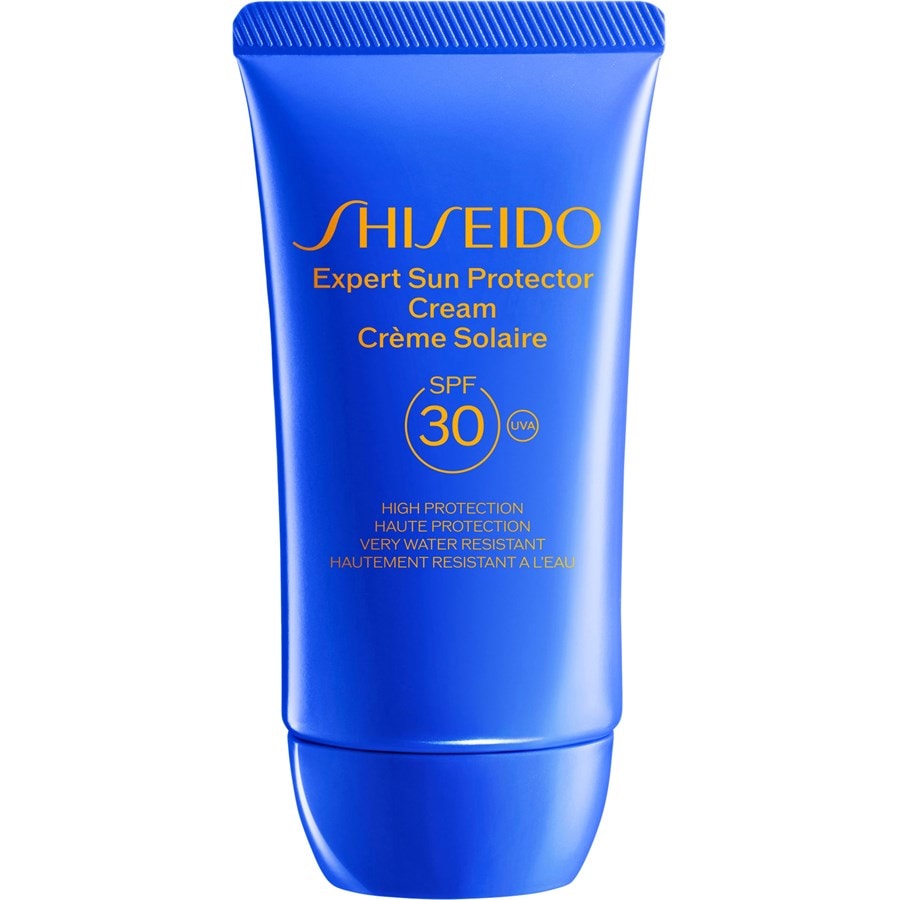 SHISEIDO
Expert Sun Protector
Cream
Crème Solaire
SPF
30 UVA
HIGH PROTECTION
HAUTE PROTECTION
VERY WATER RESISTANT
HAUTEMENT RESISTANT A L'EAU